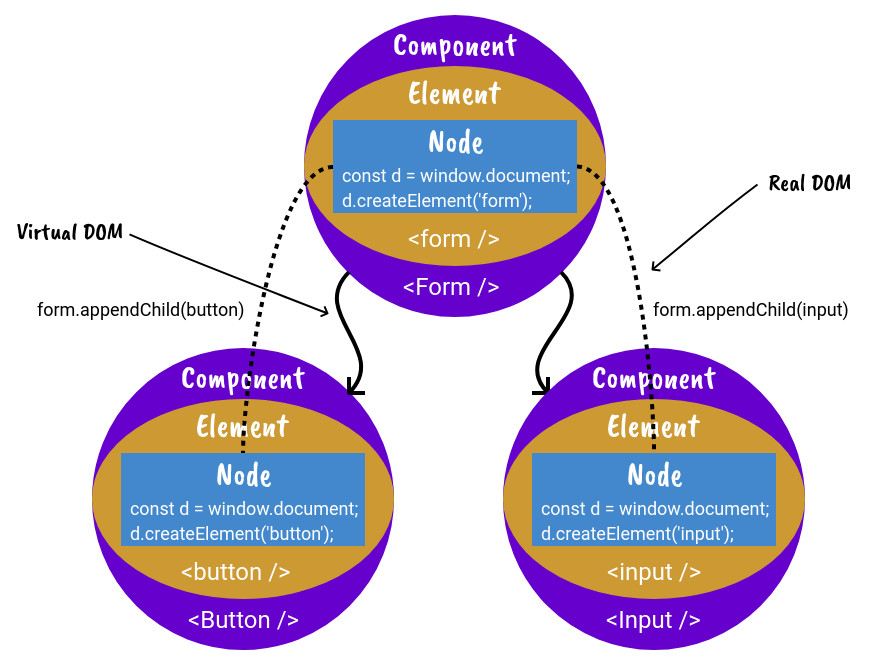 Component
Element
Node
const d = window.document;
d.createElement('form');
<form />
<Form />
Virtual DOM
Real DOM
form.appendChild(button)
form.appendChild(input)
Component
Element
Node
const d = window.document;
d.createElement('button');
<button />
<Button />
Component
Element
Node
const d = window.document;
d.createElement('input');
<input />
<Input />